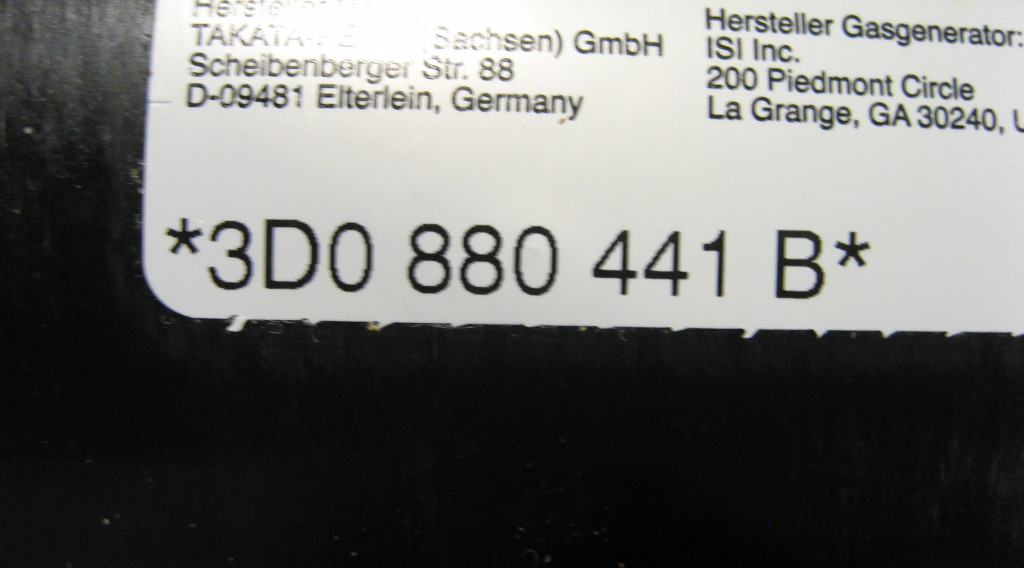 TAKATA- (Sachsen) GmbH
Scheibenberger Str. 88
D-09481 Elterlein, Germany
Hersteller Gasgenerator:
ISI Inc.
200 Piedmont Circle
La Grange, GA 30240,
*3D0 880 441 B*